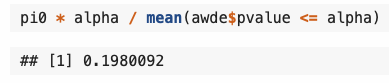 pi0 * alpha / mean(awde$pvalue <= alpha)
## [1] 0.1980092